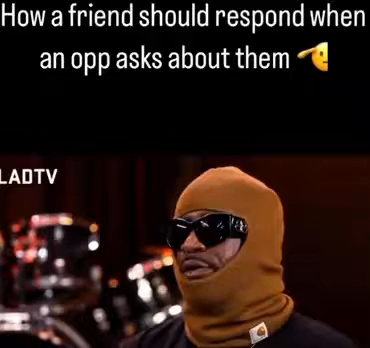 How a friend should respond when
an opp asks about them 🫡
LADTV